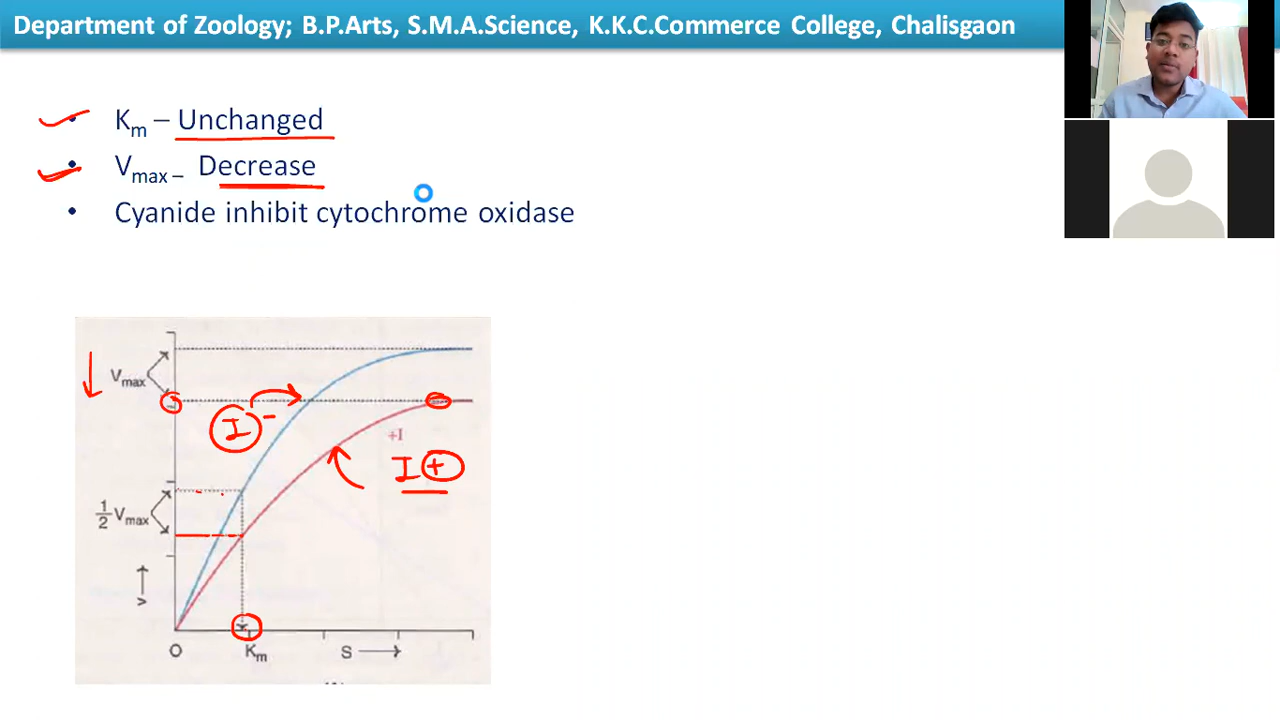 Department of Zoology; B.P.Arts, S.M.A.Science, K.K.C.Commerce College, Chalisgaon
• Km – Unchanged
• Vmax – Decrease
• Cyanide inhibit cytochrome oxidase
Vmax
I -
+I
I +
1/2 Vmax
v →
O
Km
S →